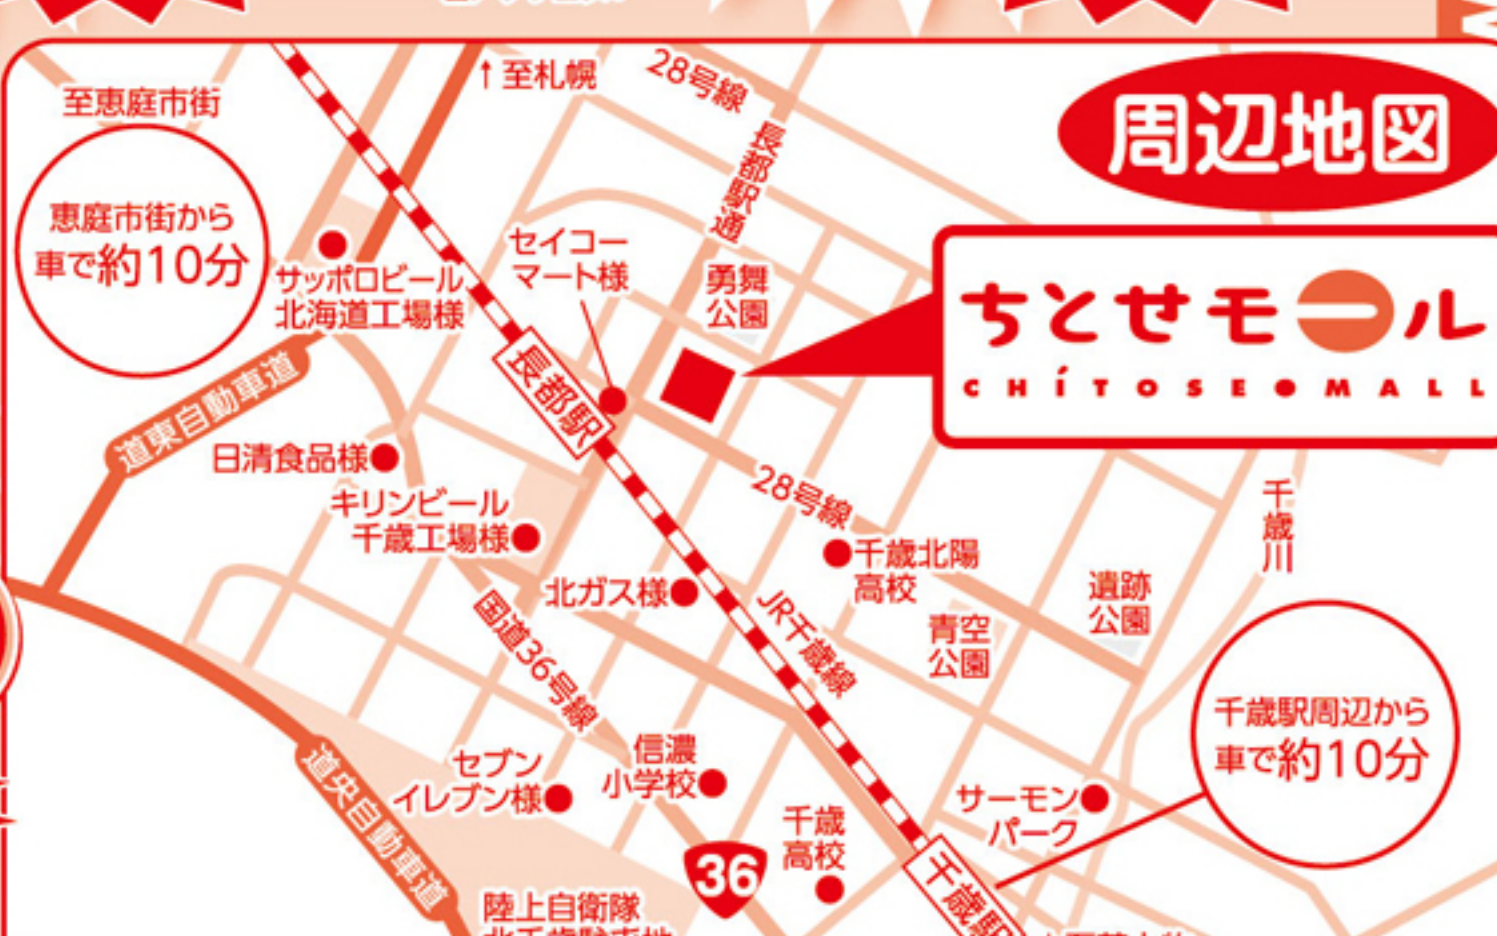 周辺地図
至恵庭市街
↑至札幌
28号線
長都駅通
恵庭市街から
車で約10分
サッポロビール
北海道工場様
セイコー
マート様
勇舞
公園
ちとせモール
CHITOSE●MALL
長都駅
道東自動車道
日清食品様
キリンビール
千歳工場様
28号線
千歳川
千歳北陽
高校
北ガス様
JR千歳線
遺跡
公園
青空
公園
国道36号線
千歳駅周辺から
車で約10分
信濃
小学校
セブン
イレブン様
道央自動車道
サーモン
パーク
千歳
高校
36
千歳駅
陸上自衛隊